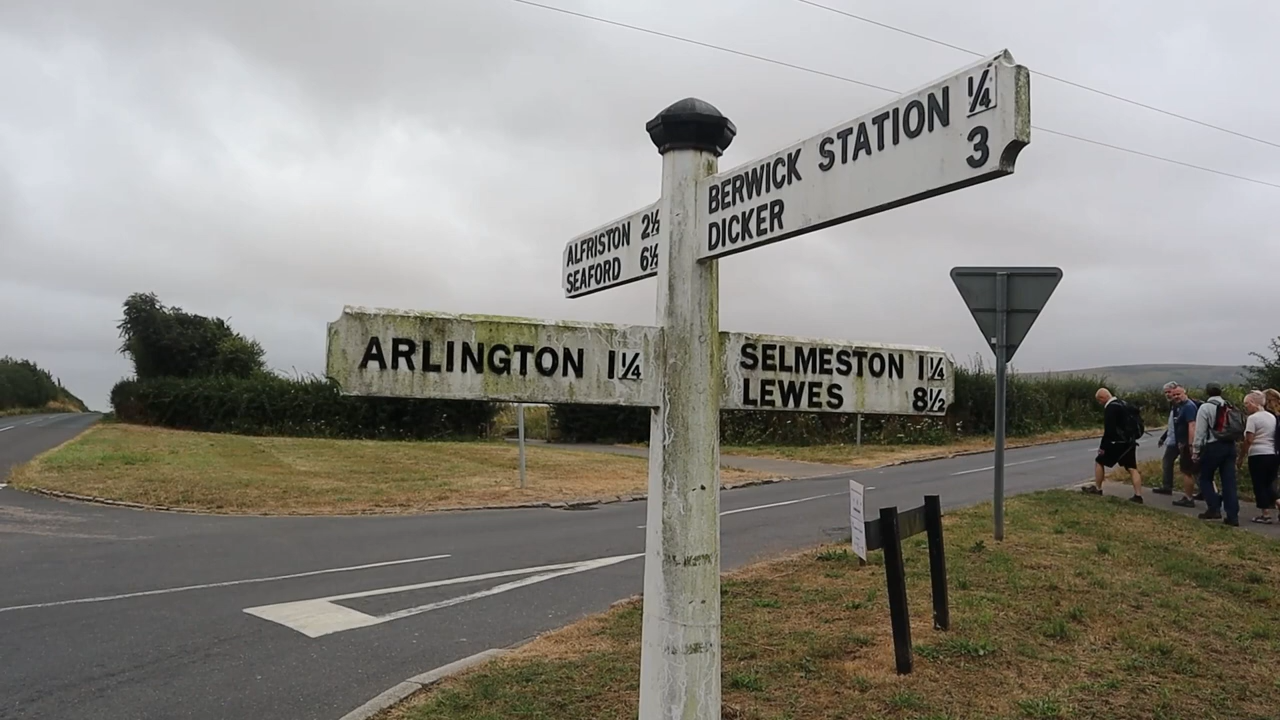 BERWICK STATION 1/4
DICKER 3
ALFRISTON 2½
SEAFORD 6½
ARLINGTON 1¼
SELMESTON 1¼
LEWES 8½